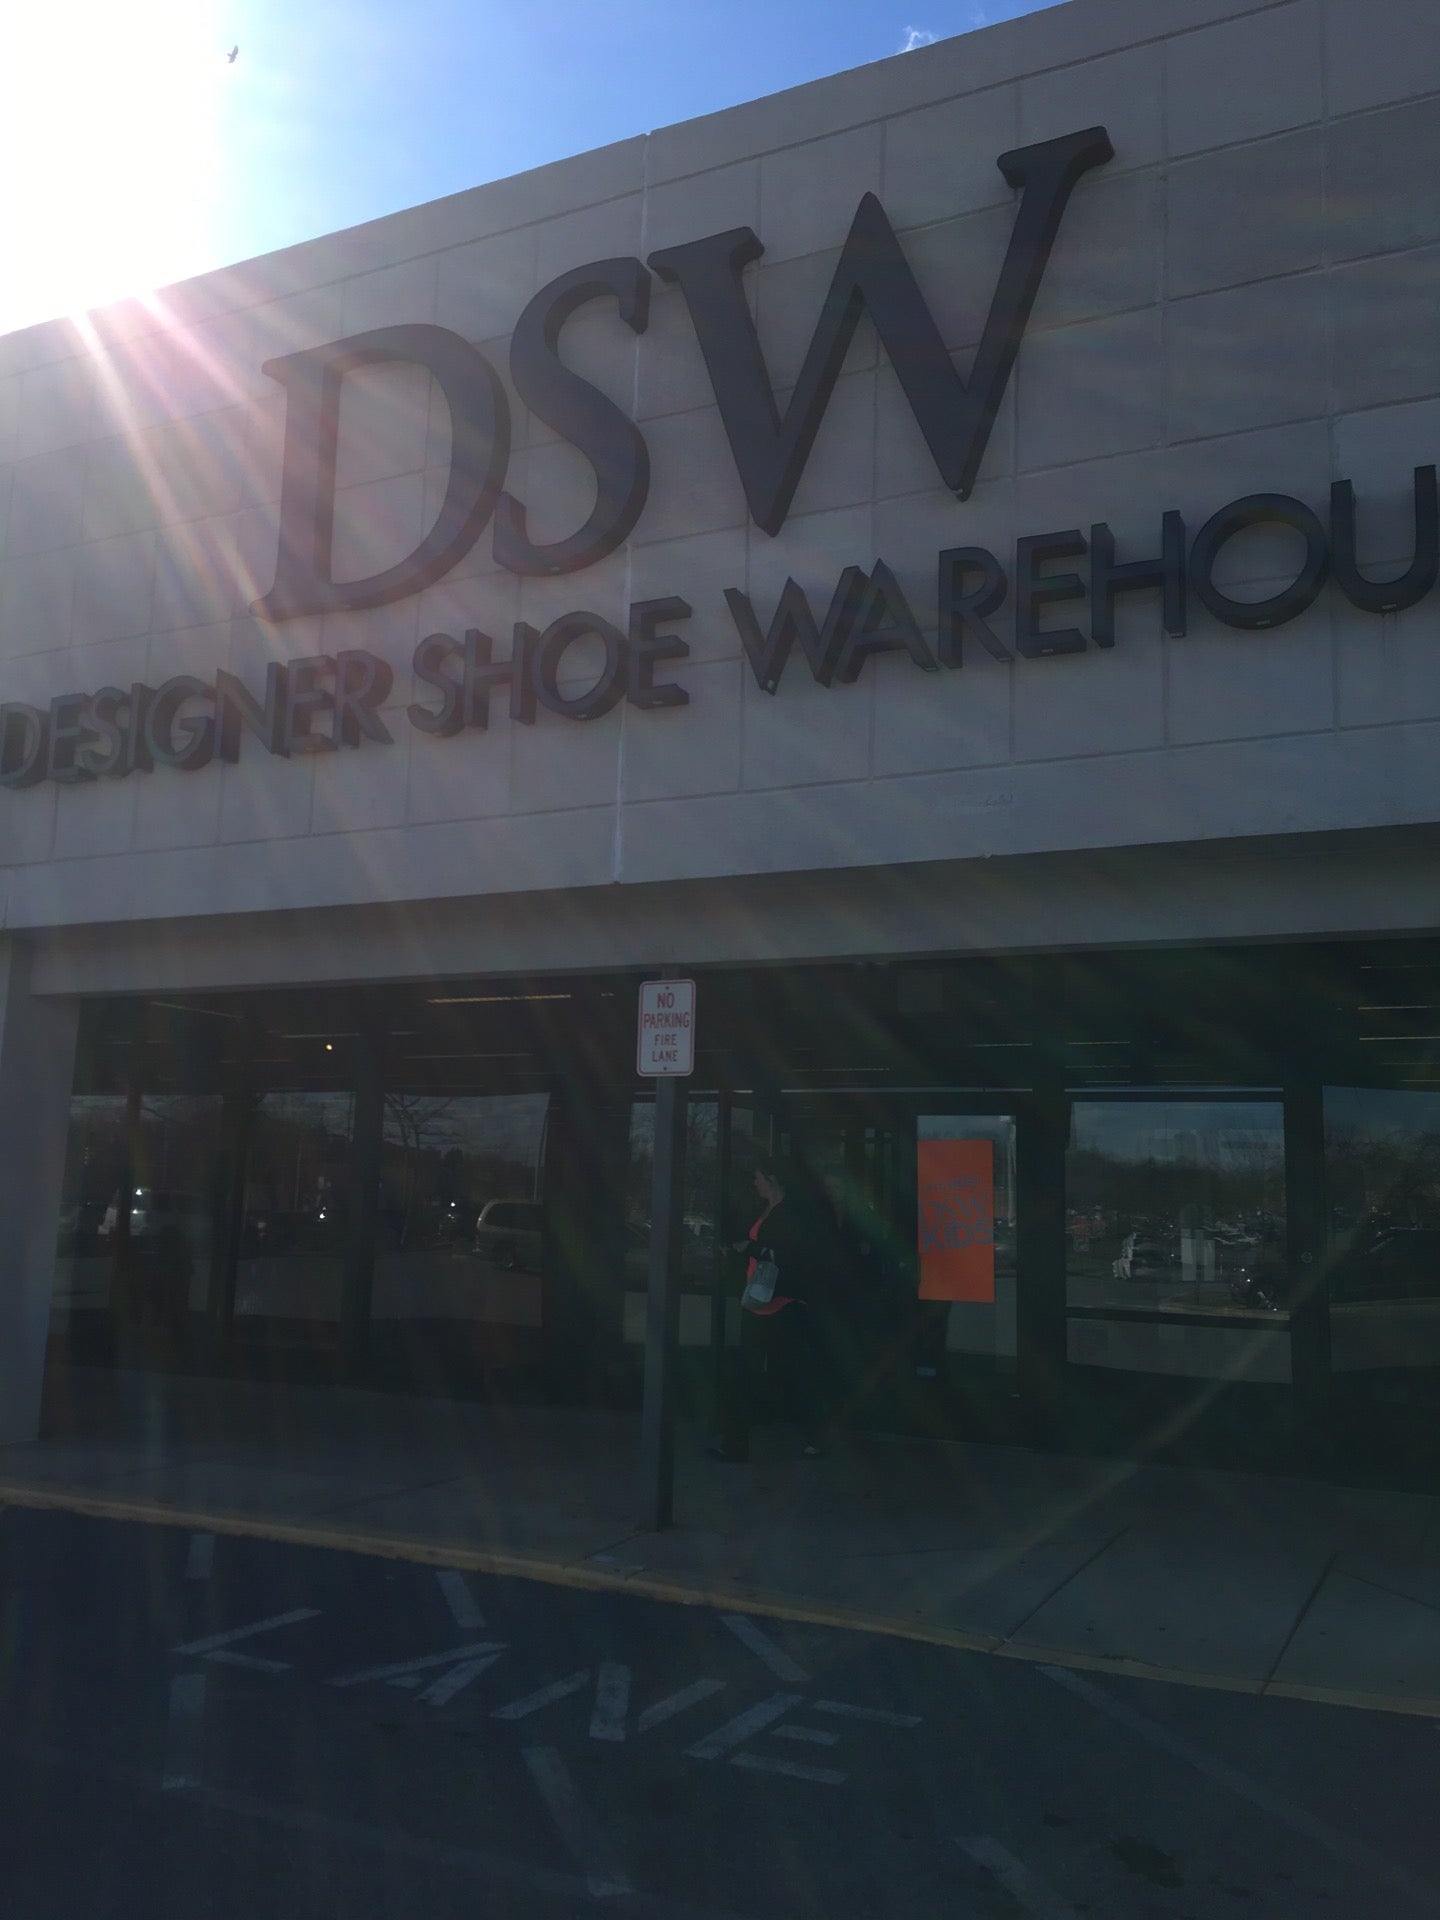 DSW
DESIGNER SHOE WAREHOU
NO
PARKING
FIRE
LANE
DSW
KIDS
LANE